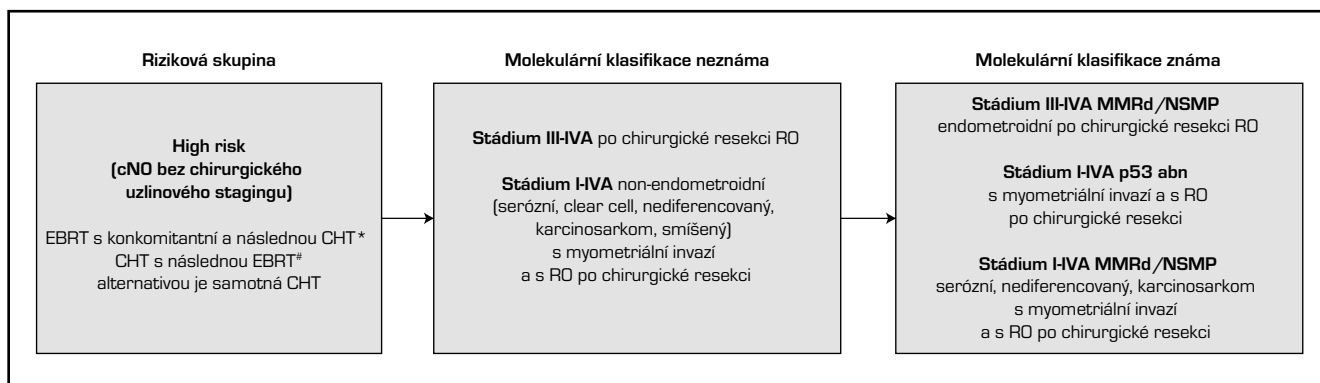 Riziková skupina
High risk
(cN0 bez chirurgického
uzlinového stagingu)
EBRT s konkomitantní a následnou CHT*
CHT s následnou EBRT#
alternativou je samotná CHT
Molekulární klasifikace neznáma
Stádium III-IVA po chirurgické resekci R0
Stádium I-IVA non-endometroidní
(serózní, clear cell, nediferencovaný,
karcinosarkom, smíšený)
s myometriální invazí
a s R0 po chirurgické resekci
Molekulární klasifikace známa
Stádium III-IVA MMRd/NSMP
endometroidní po chirurgické resekci R0
Stádium I-IVA p53 abn
s myometriální invazí a s R0
po chirurgické resekci
Stádium I-IVA MMRd/NSMP
serózní, nediferencovaný, karcinosarkom
s myometriální invazí
a s R0 po chirurgické resekci